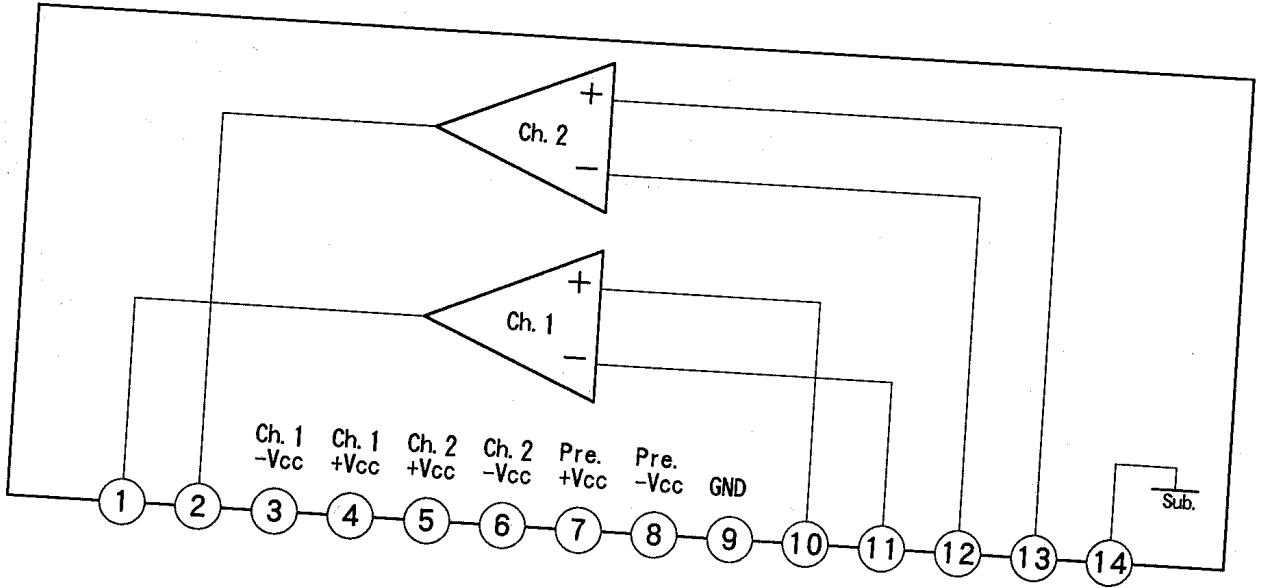 +
Ch. 2
−
+
Ch. 1
−
Ch. 1
-Vcc
Ch. 1
+Vcc
Ch. 2
+Vcc
Ch. 2
-Vcc
Pre.
+Vcc
Pre.
-Vcc
GND
Sub.
1 2 3 4 5 6 7 8 9 10 11 12 13 14